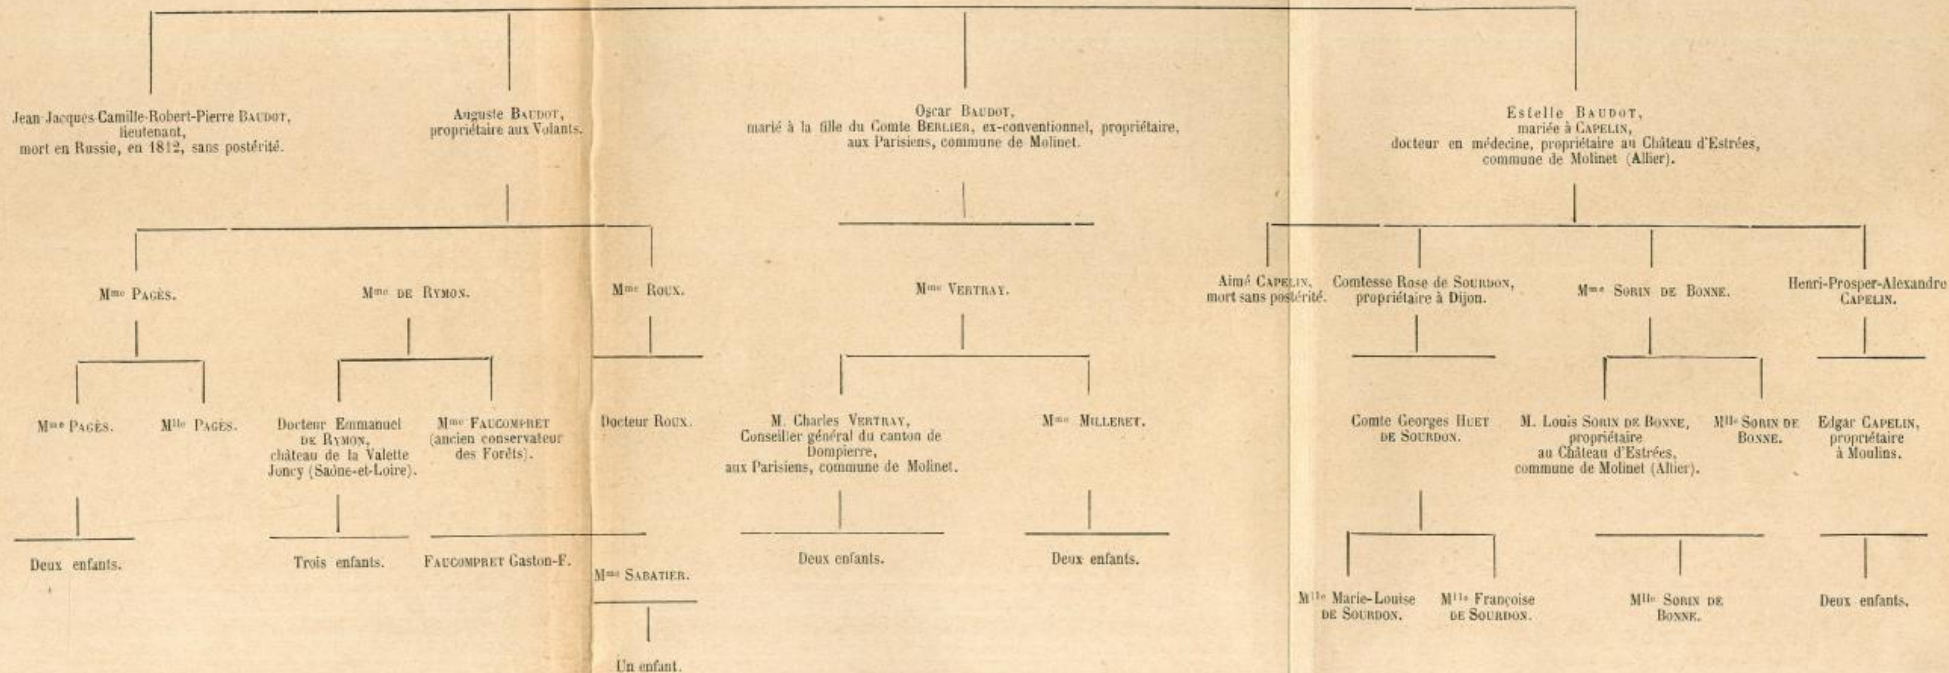 Jean-Jacques-Camille-Robert-Pierre BAUDOT,
lieutenant,
mort en Russie, en 1812, sans postérité.
Auguste BAUDOT,
propriétaire aux Volants.
Oscar BAUDOT,
marié à la fille du Comte BERLIER, ex-conventionnel, propriétaire,
aux Parisiens, commune de Molinet.
Estelle BAUDOT,
mariée à CAPELIN,
docteur en médecine, propriétaire au Château d'Estrées,
commune de Molinet (Allier).
Mme PAGÈS.
Mme DE RYMON.
Mme ROUX.
Mme VERTRAY.
Aimé CAPELIN,
mort sans postérité.
Comtesse Rose de SOURDON,
propriétaire à Dijon.
Mme SORIN DE BONNE.
Henri-Prosper-Alexandre
CAPELIN.
Mme PAGÈS.
Mlle PAGÈS.
Docteur Emmanuel
DE RYMON,
château de la Valette
Joncy (Saône-et-Loire).
Mme FAUCOMPRET
(ancien conservateur
des Forêts).
Docteur ROUX.
M. Charles VERTRAY,
Conseiller général du canton de
Dompierre,
aux Parisiens, commune de Molinet.
Mme MILLERET.
Comte Georges HUET
DE SOURDON.
M. Louis SORIN DE BONNE,
propriétaire
au Château d'Estrées,
commune de Molinet (Allier).
Mlle SORIN DE
BONNE.
Edgar CAPELIN,
propriétaire
à Moulins.
Deux enfants.
Trois enfants.
FAUCOMPRET Gaston-F.
Mme SABATIER.
Deux enfants.
Deux enfants.
Mlle Marie-Louise
DE SOURDON.
Mlle Françoise
DE SOURDON.
Mlle SORIN DE
BONNE.
Deux enfants.
Un enfant.